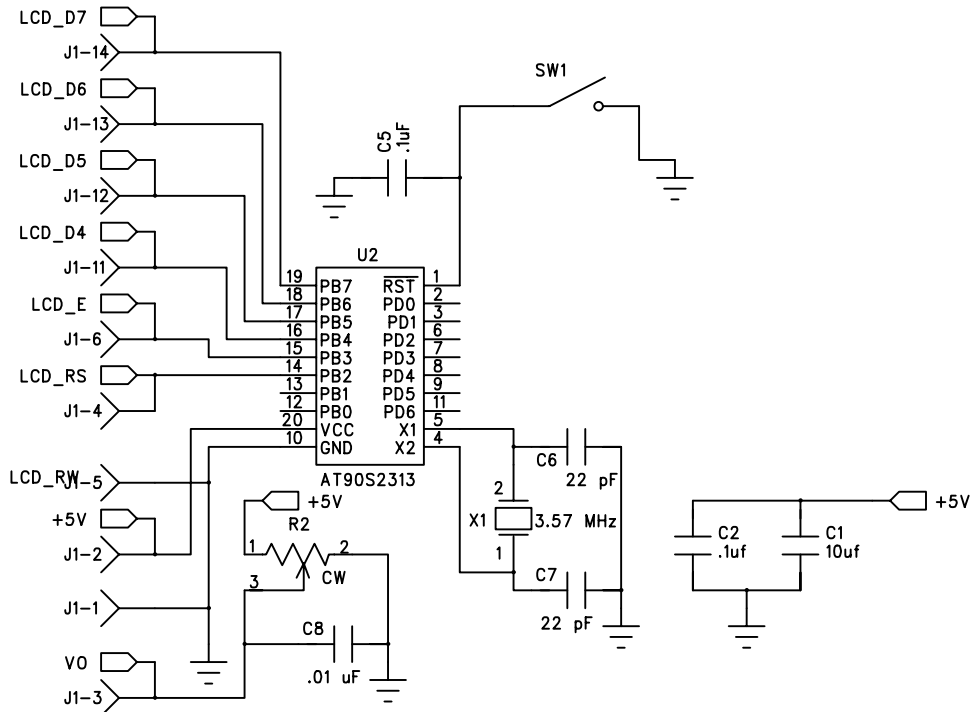 LCD_D7
J1-14
LCD_D6
J1-13
LCD_D5
J1-12
LCD_D4
J1-11
LCD_E
J1-6
LCD_RS
J1-4
LCD_RW
J1-5
+5V
J1-2
J1-1
VO
J1-3
SW1
C5
.1uF
U2
19 PB7 RST 1
18 PB6 PD0 2
17 PB5 PD1 3
16 PB4 PD2 6
15 PB3 PD3 7
14 PB2 PD4 8
13 PB1 PD5 9
12 PB0 PD6 11
20 VCC X1 5
10 GND X2 4
AT90S2313
+5V
R2
1 2
CW
3
C8
.01 uF
C6
22 pF
2
X1 3.57 MHz
1
C7
22 pF
+5V
C2
.1uf
C1
10uf